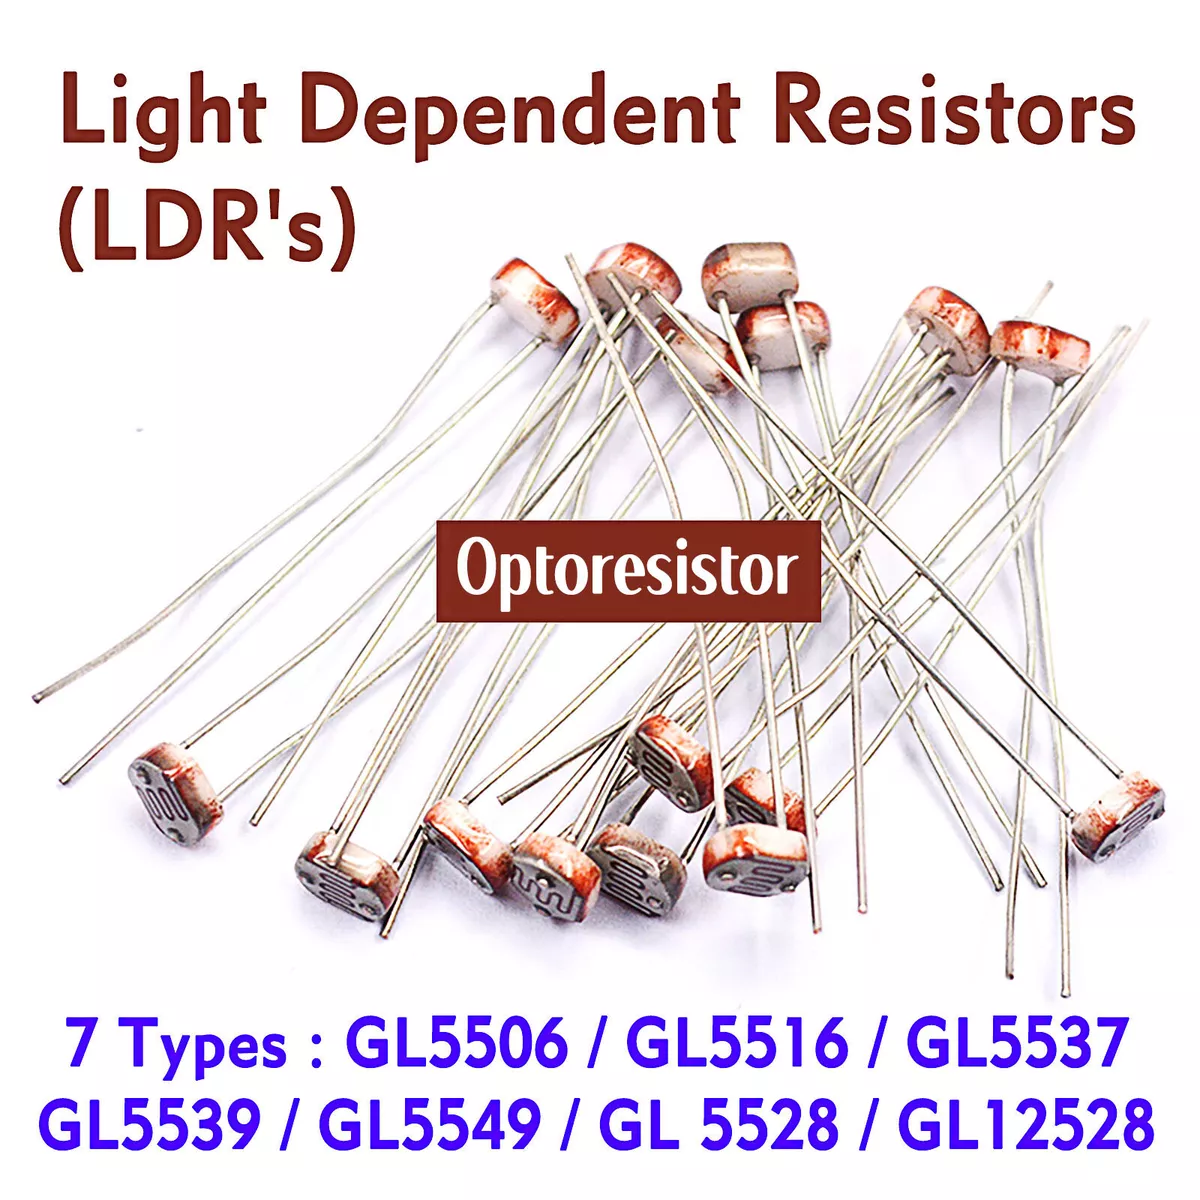 Light Dependent Resistors
(LDR's)
Optoresistor
7 Types : GL5506 / GL5516 / GL5537
GL5539 / GL5549 / GL 5528 / GL12528